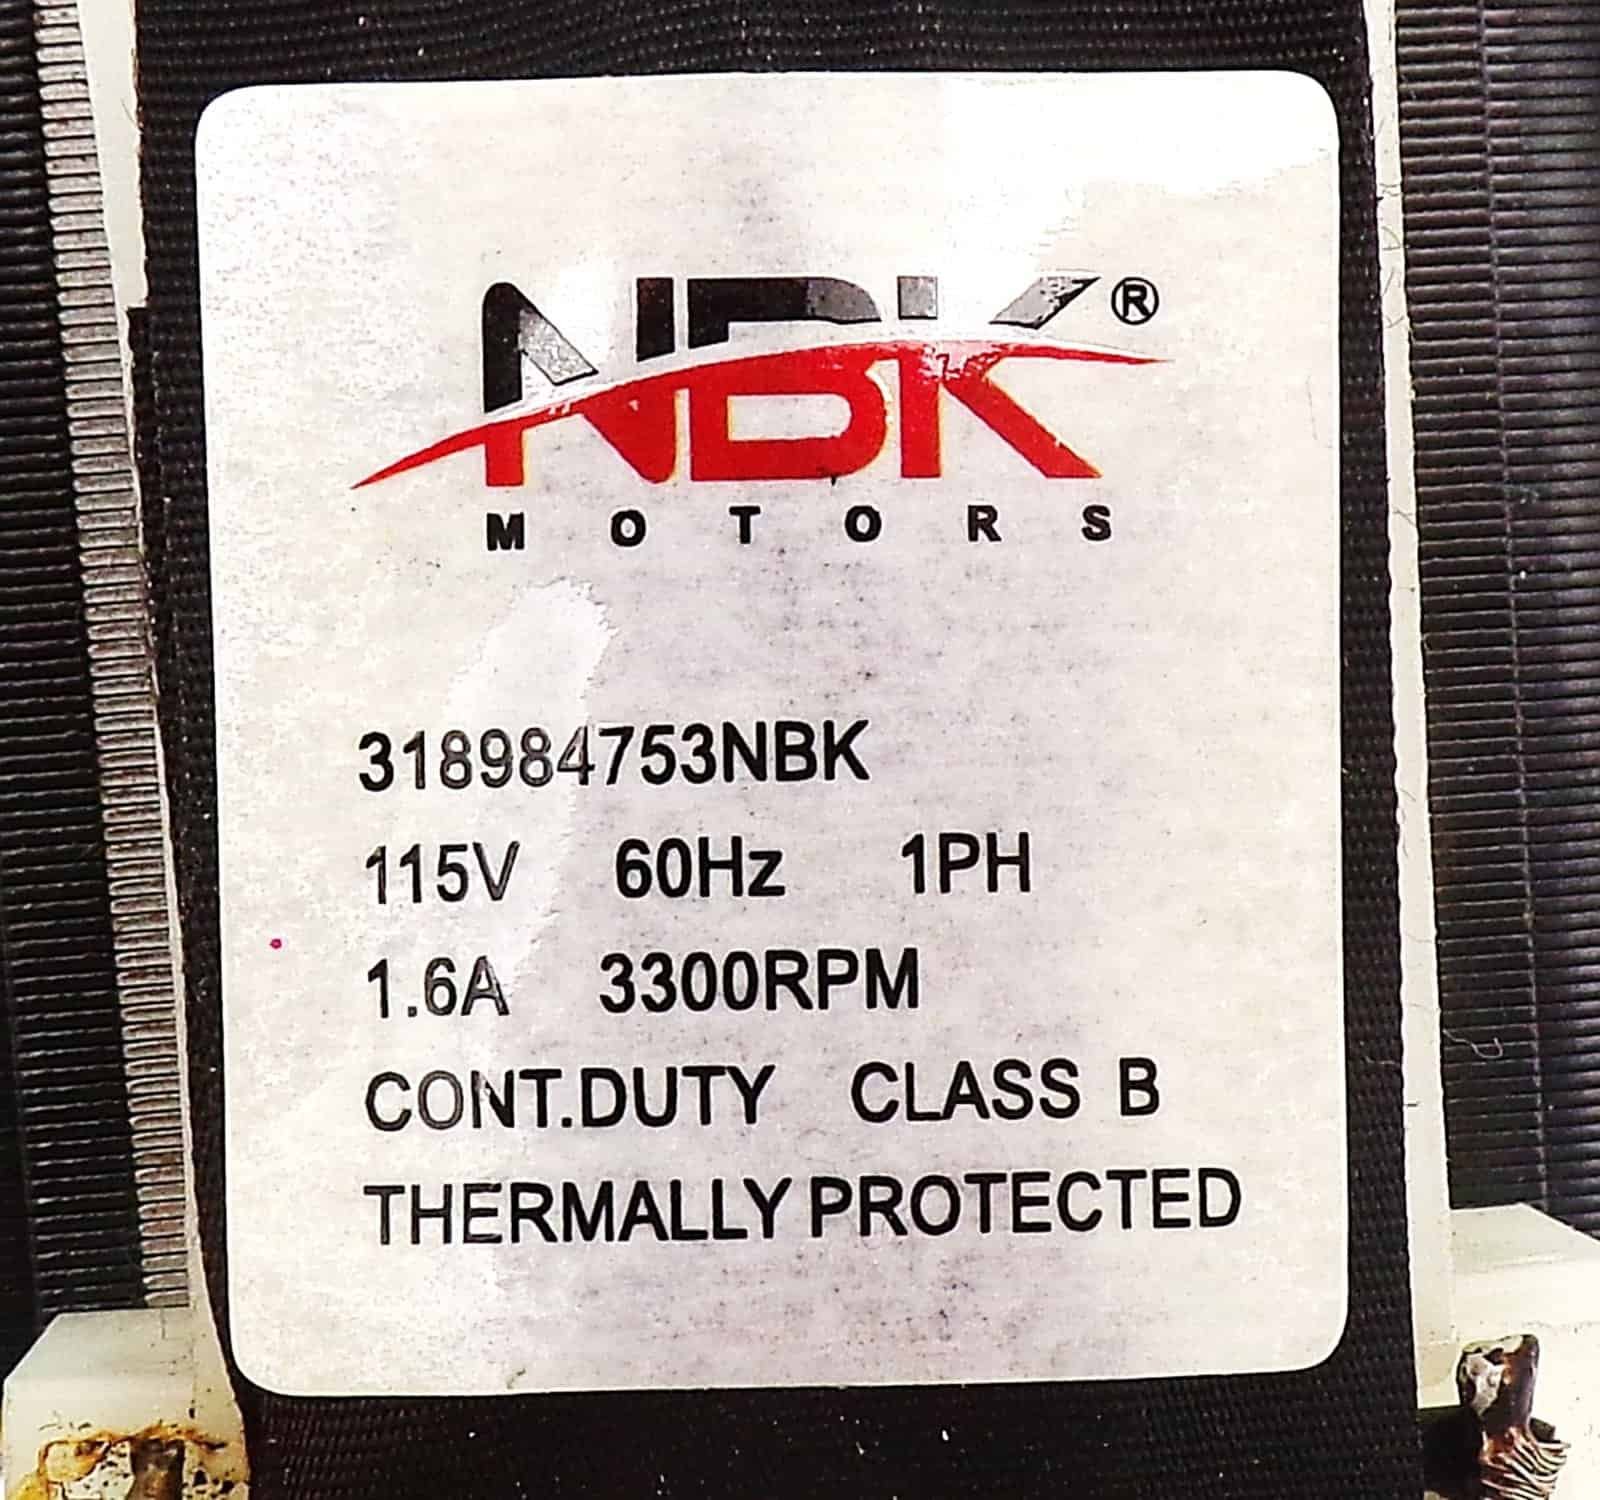 NBK®
MOTORS
318984753NBK
115V 60Hz 1PH
1.6A 3300RPM
CONT.DUTY CLASS B
THERMALLY PROTECTED